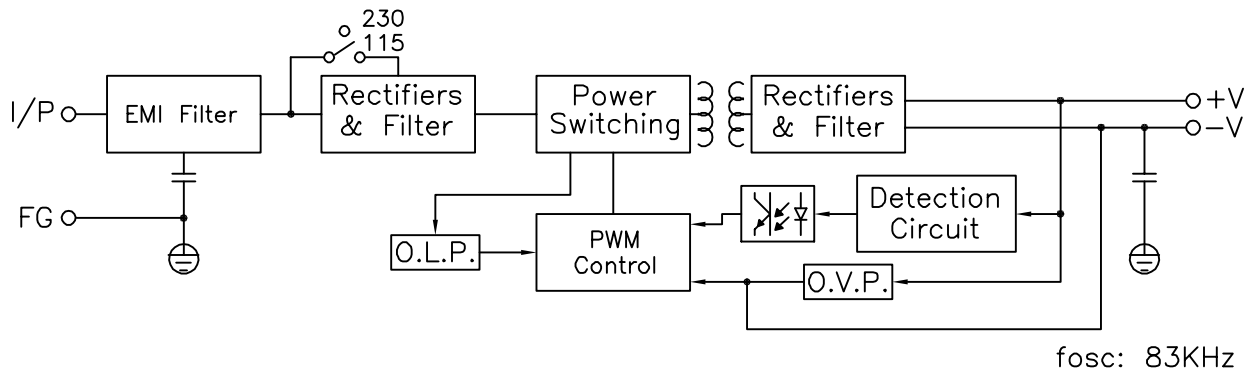 230
115
I/P
EMI Filter
Rectifiers
& Filter
Power
Switching
Rectifiers
& Filter
+V
-V
FG
O.L.P.
PWM
Control
Detection
Circuit
O.V.P.
fosc: 83KHz